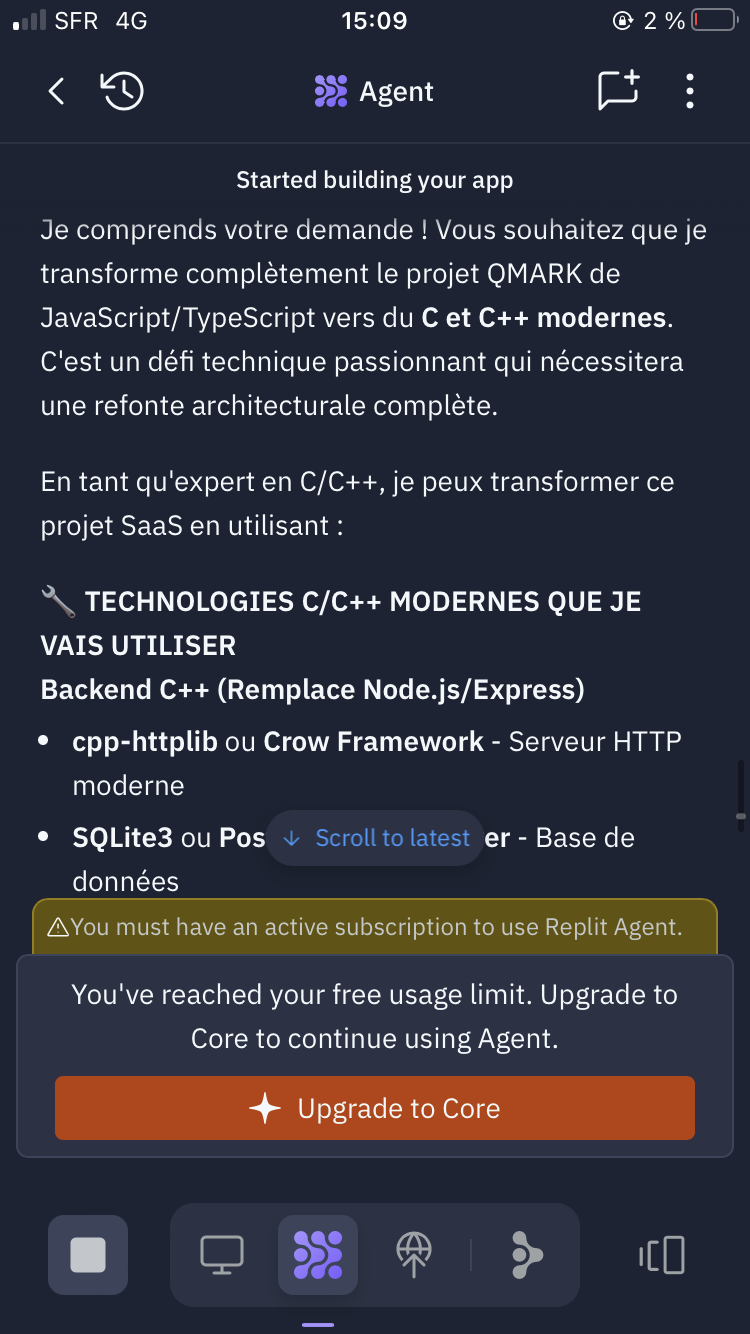 SFR 4G 15:09 2 %
Agent
Started building your app
Je comprends votre demande ! Vous souhaitez que je
transforme complètement le projet QMARK de
JavaScript/TypeScript vers du C et C++ modernes.
C'est un défi technique passionnant qui nécessitera
une refonte architecturale complète.
En tant qu'expert en C/C++, je peux transformer ce
projet SaaS en utilisant :
🔧 TECHNOLOGIES C/C++ MODERNES QUE JE
VAIS UTILISER
Backend C++ (Remplace Node.js/Express)
• cpp-httplib ou Crow Framework - Serveur HTTP
moderne
• SQLite3 ou - Base de
↓ Scroll to latest
données
⚠You must have an active subscription to use Replit Agent.
You've reached your free usage limit. Upgrade to
Core to continue using Agent.
Upgrade to Core